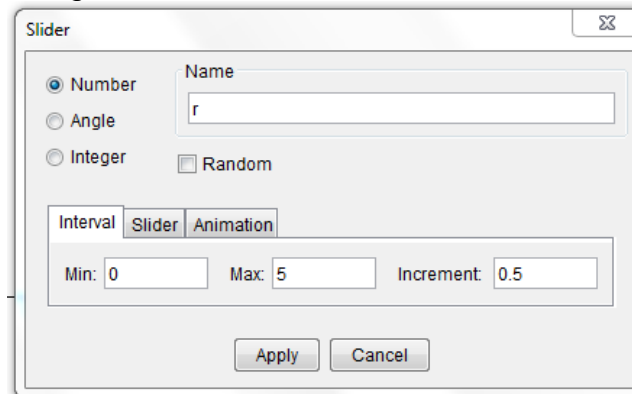 Slider
Number
Name
r
Angle
Integer
Random
Interval Slider Animation
Min: 0 Max: 5 Increment: 0.5
Apply Cancel